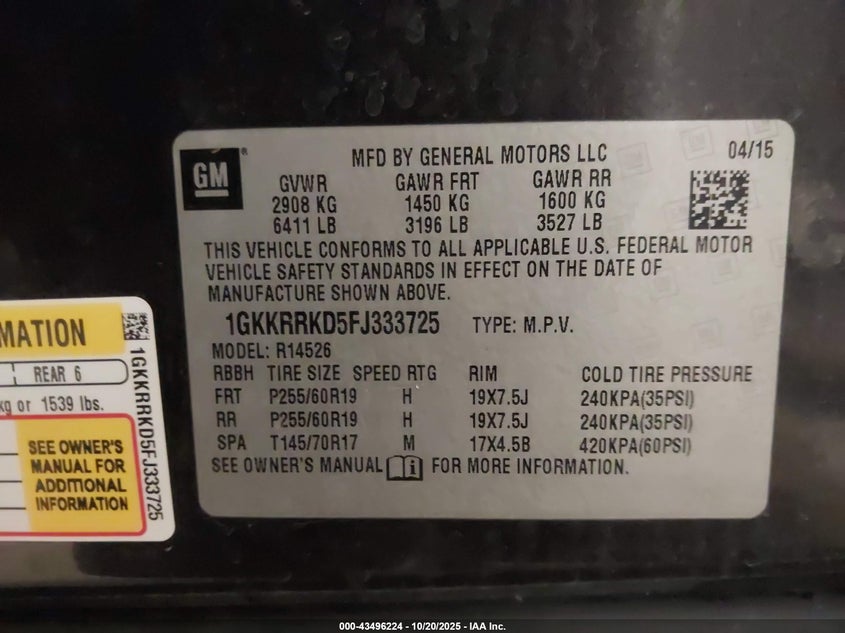 GM ®
MFD BY GENERAL MOTORS LLC 04/15
GVWR GAWR FRT GAWR RR
2908 KG 1450 KG 1600 KG
6411 LB 3196 LB 3527 LB
THIS VEHICLE CONFORMS TO ALL APPLICABLE U.S. FEDERAL MOTOR
VEHICLE SAFETY STANDARDS IN EFFECT ON THE DATE OF
MANUFACTURE SHOWN ABOVE.
1GKKRRKD5FJ333725 TYPE: M.P.V.
MODEL: R14526
RBBH TIRE SIZE SPEED RTG RIM COLD TIRE PRESSURE
FRT P255/60R19 H 19X7.5J 240KPA(35PSI)
RR P255/60R19 H 19X7.5J 240KPA(35PSI)
SPA T145/70R17 M 17X4.5B 420KPA(60PSI)
SEE OWNER'S MANUAL FOR MORE INFORMATION.
MATION
REAR 6
kg or 1539 lbs.
SEE OWNER'S
MANUAL FOR
ADDITIONAL
INFORMATION
1GKKRRKD5FJ333725
000-43496224 - 10/20/2025 - IAA Inc.